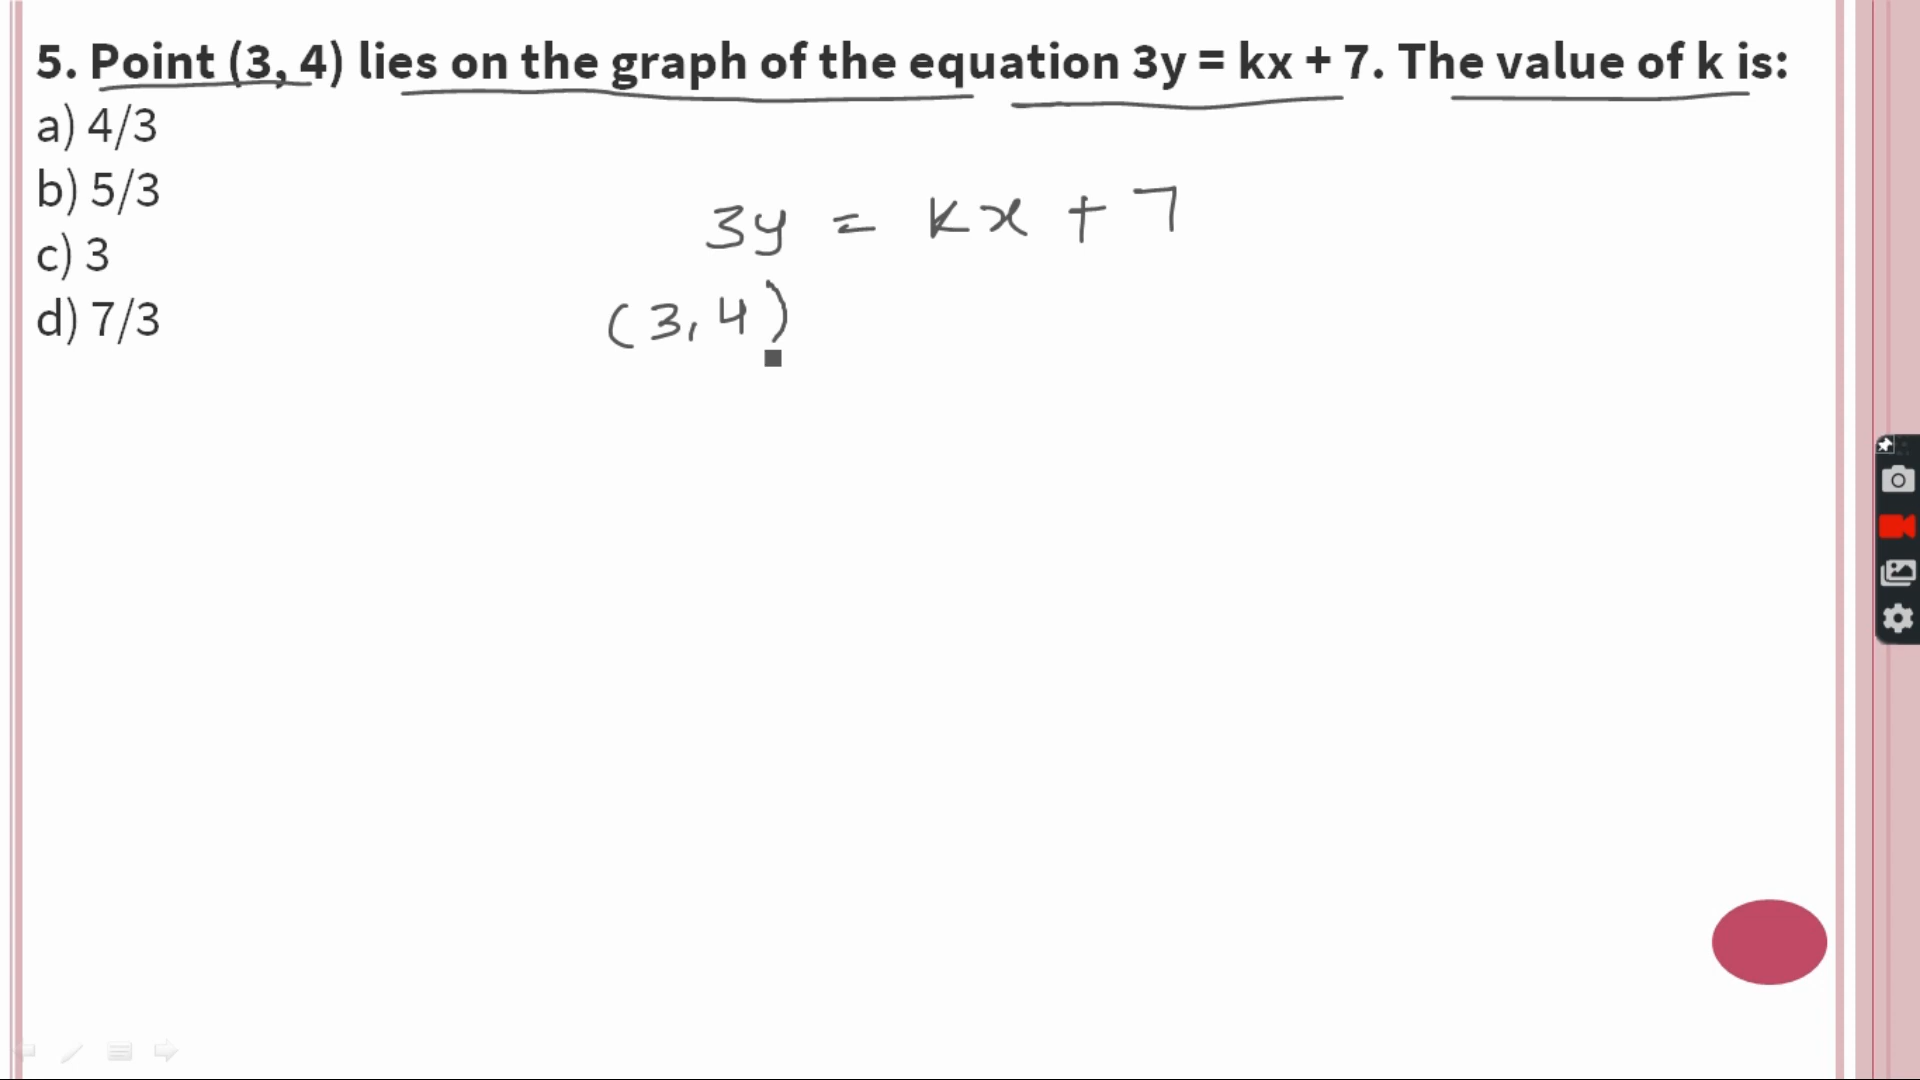 5. Point (3, 4) lies on the graph of the equation 3y = kx + 7. The value of k is:
a) 4/3
b) 5/3
c) 3
d) 7/3
3y = kx + 7
(3,4)